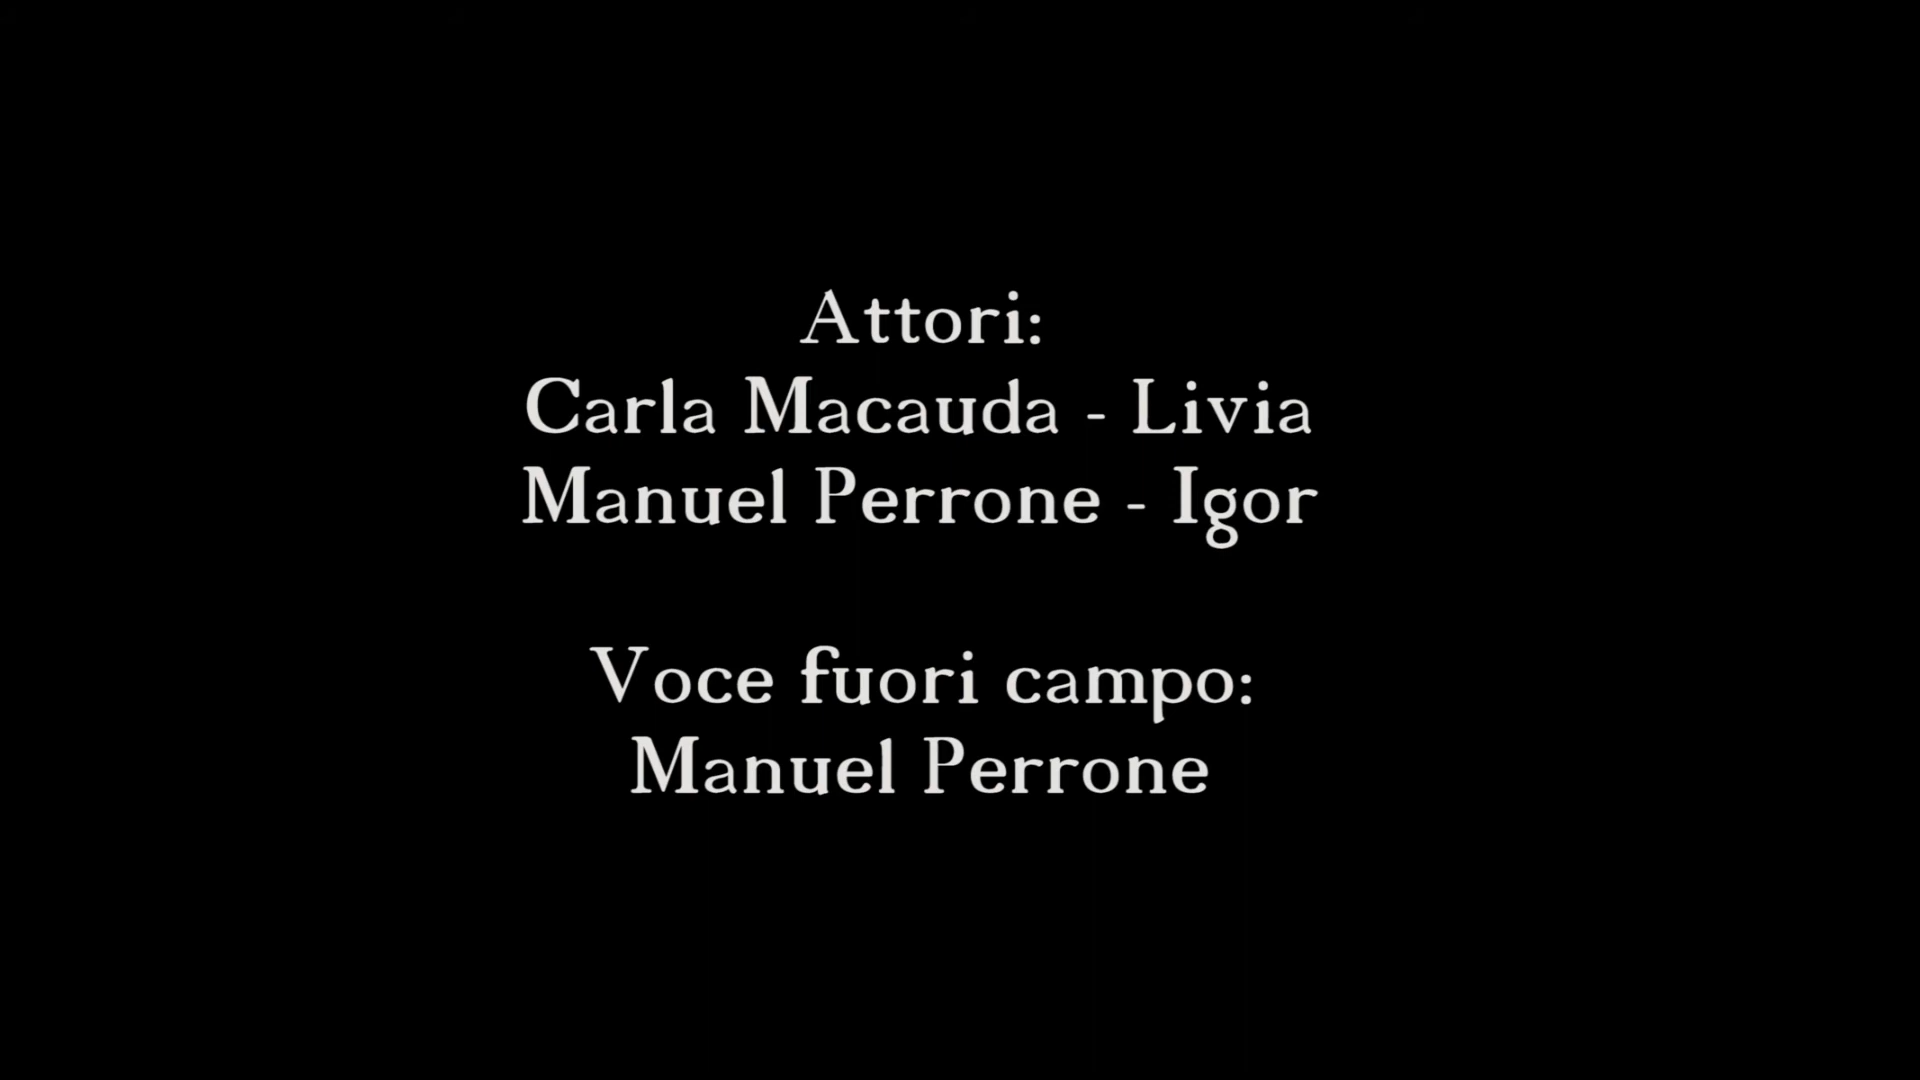 Attori:
Carla Macauda - Livia
Manuel Perrone - Igor
Voce fuori campo:
Manuel Perrone